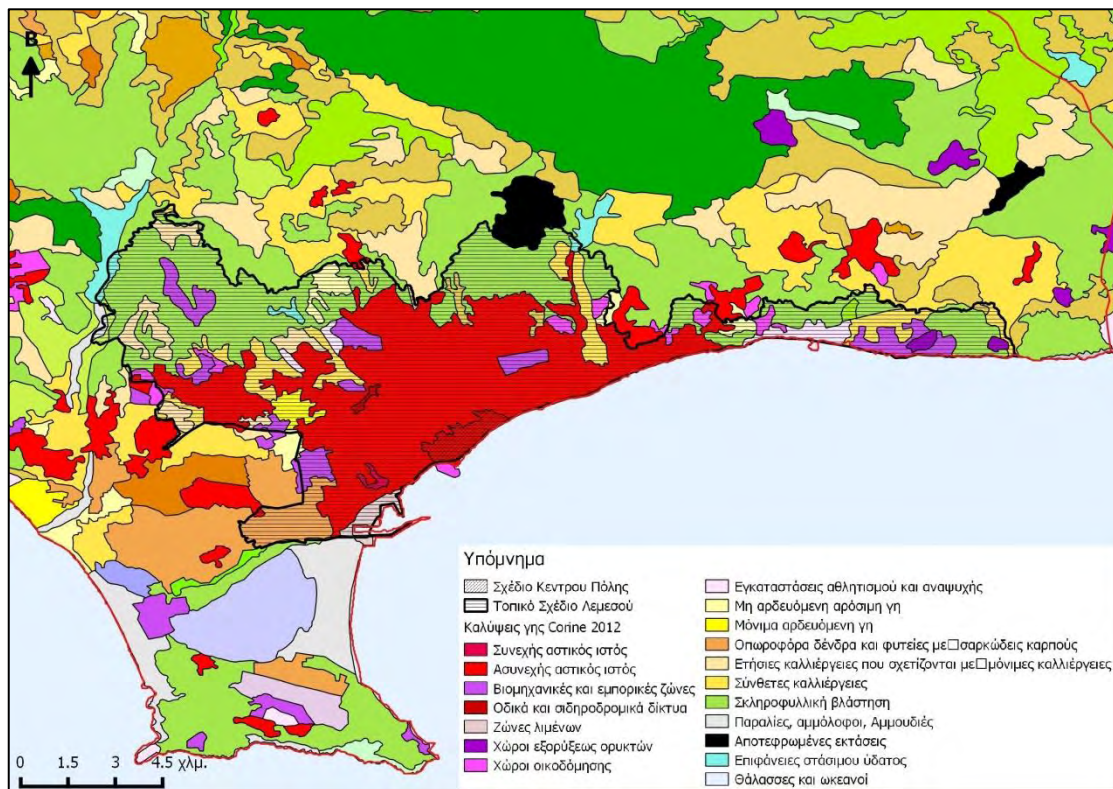 Β
Υπόμνημα
Σχέδιο Κεντρου Πόλης
Τοπικό Σχέδιο Λεμεσού
Καλύψεις γης Corine 2012
Συνεχής αστικός ιστός
Ασυνεχής αστικός ιστός
Βιομηχανικές και εμπορικές ζώνες
Οδικά και σιδηροδρομικά δίκτυα
Ζώνες λιμένων
Χώροι εξορύξεως ορυκτών
Χώροι οικοδόμησης
Εγκαταστάσεις αθλητισμού και αναψυχής
Μη αρδευόμενη αρόσιμη γη
Μόνιμα αρδευόμενη γη
Οπωροφόρα δένδρα και φυτείες με□σαρκώδεις καρπούς
Ετήσιες καλλιέργειες που σχετίζονται με□μόνιμες καλλιέργειες
Σύνθετες καλλιέργειες
Σκληροφυλλική βλάστηση
Παραλίες, αμμόλοφοι, Αμμουδιές
Αποτεφρωμένες εκτάσεις
Επιφάνειες στάσιμου ύδατος
Θάλασσες και ωκεανοί
0 1.5 3 4.5 χλμ.